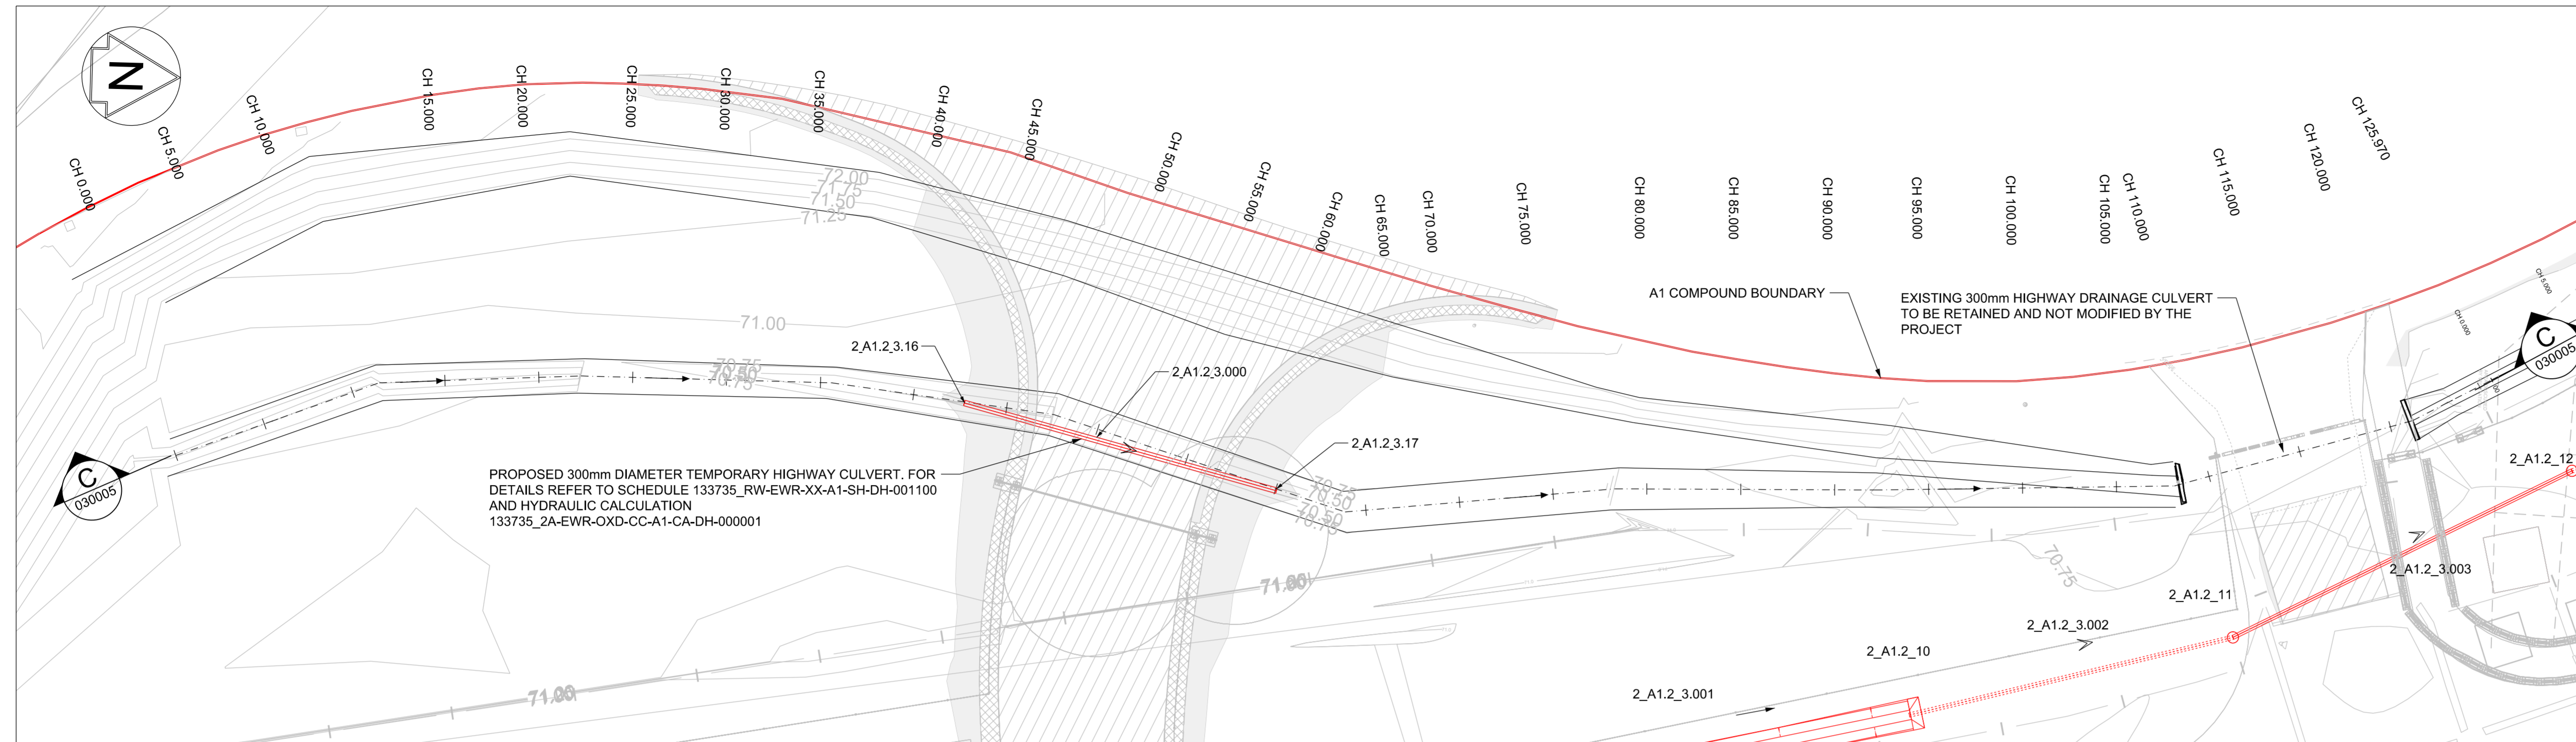 N
CH 0.000
CH 5.000
CH 10.000
CH 15.000
CH 20.000
CH 25.000
CH 30.000
CH 35.000
CH 40.000
CH 45.000
CH 50.000
CH 55.000
CH 60.000
CH 65.000
CH 70.000
CH 75.000
CH 80.000
CH 85.000
CH 90.000
CH 95.000
CH 100.000
CH 105.000
CH 110.000
CH 115.000
CH 120.000
CH 125.970
72.00
71.75
71.50
71.25
71.00
70.75
70.50
70.75
2_A1.2_3.16
2_A1.2_3.000
2_A1.2_3.17
A1 COMPOUND BOUNDARY
EXISTING 300mm HIGHWAY DRAINAGE CULVERT
TO BE RETAINED AND NOT MODIFIED BY THE
PROJECT
CH 5.000
CH 0.000
C
030005
C
030005
PROPOSED 300mm DIAMETER TEMPORARY HIGHWAY CULVERT. FOR
DETAILS REFER TO SCHEDULE 133735_RW-EWR-XX-A1-SH-DH-001100
AND HYDRAULIC CALCULATION
133735_2A-EWR-OXD-CC-A1-CA-DH-000001
70.75
70.50
70.50
70.75
70.75
2_A1.2_12
2_A1.2_3.003
2_A1.2_11
2_A1.2_3.002
2_A1.2_10
2_A1.2_3.001